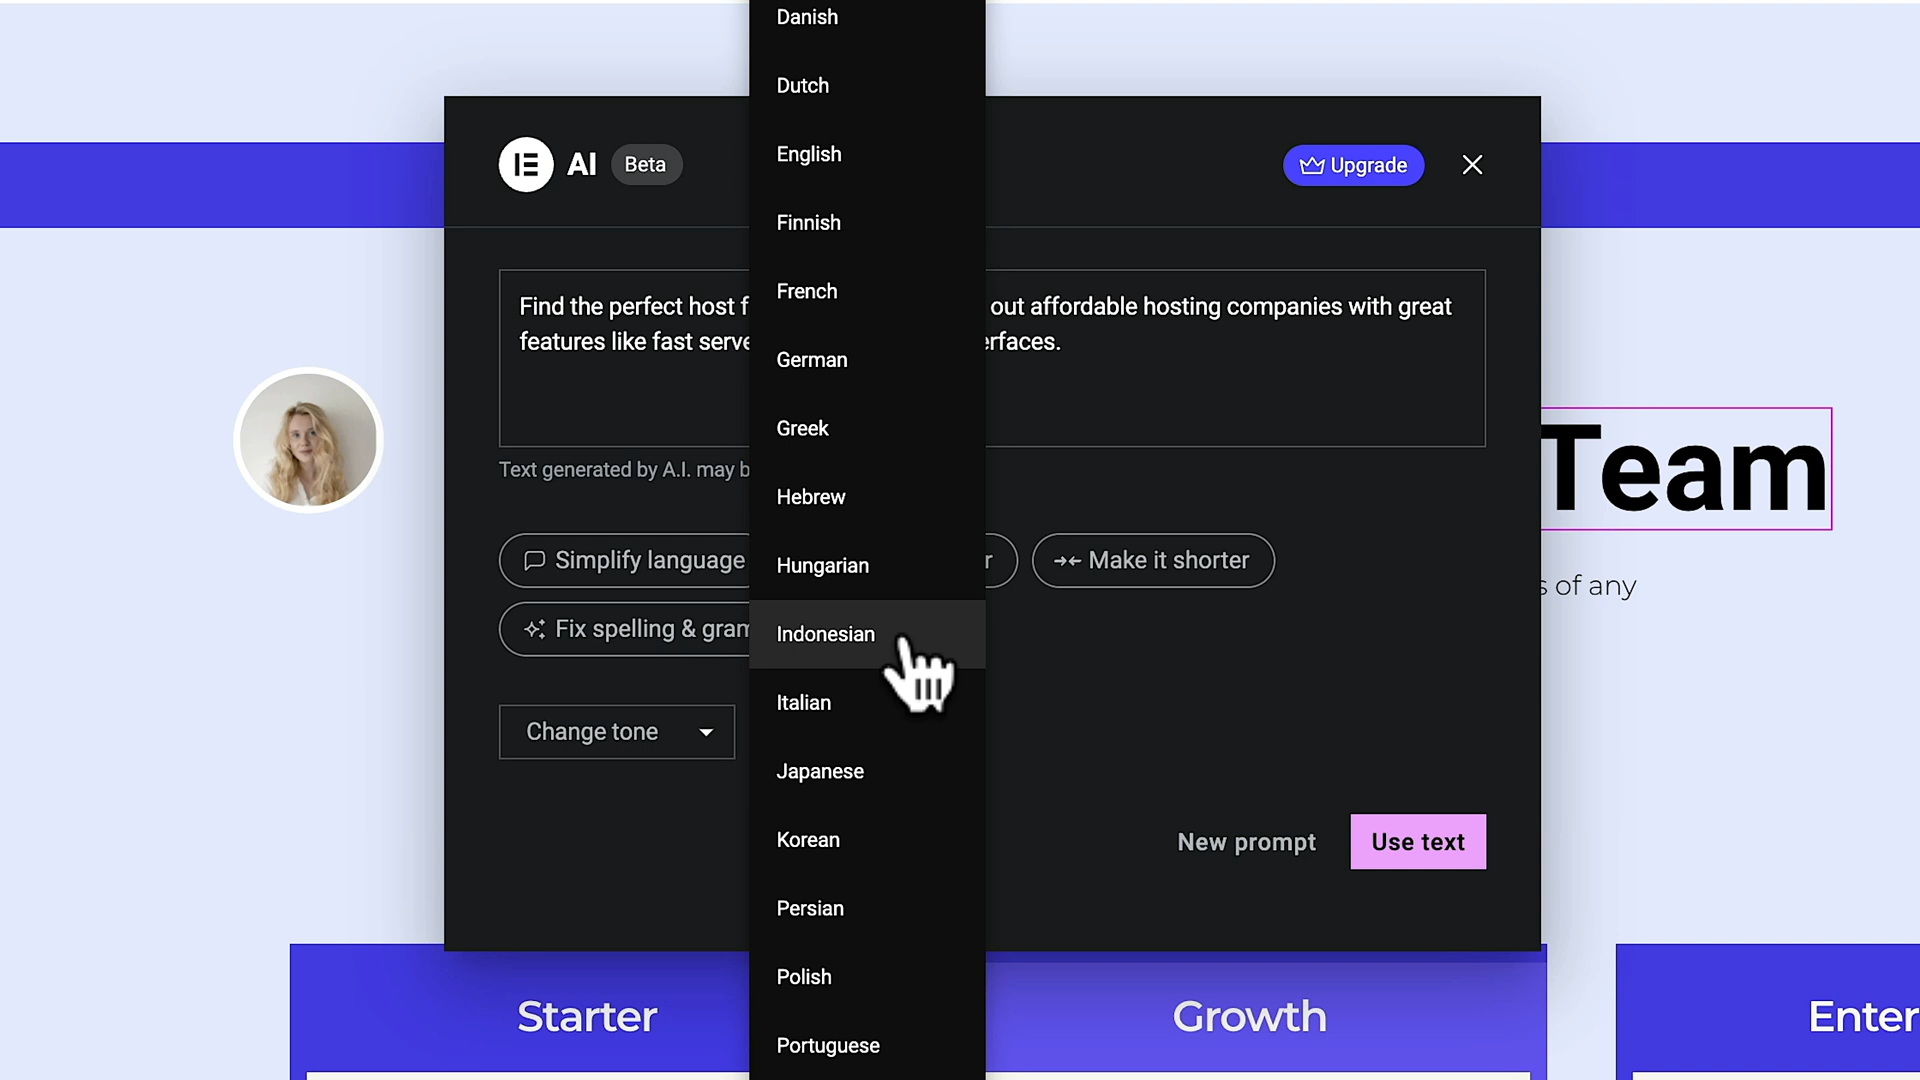 AI Beta
Upgrade
Find the perfect host f
out affordable hosting companies with great
features like fast serve
erfaces.
Text generated by A.I. may b
Simplify language
r
Make it shorter
Fix spelling & gram
Change tone
New prompt
Use text
Danish
Dutch
English
Finnish
French
German
Greek
Hebrew
Hungarian
Indonesian
Italian
Japanese
Korean
Persian
Polish
Portuguese
Team
s of any
Starter
Growth
Enter